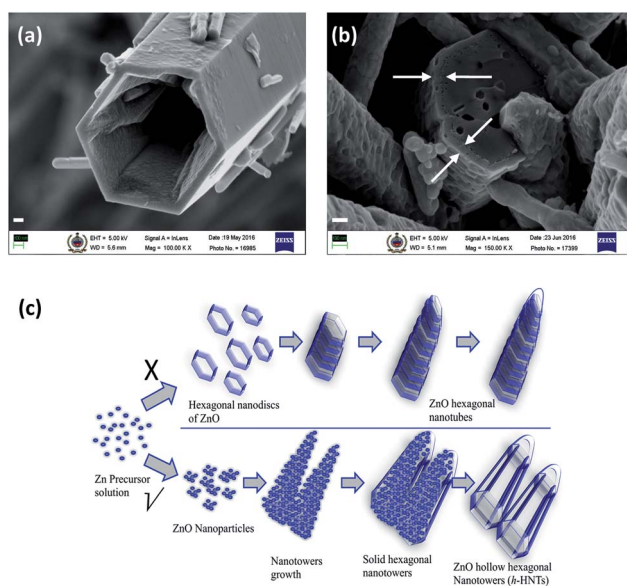 (a)
(b)
100 nm
EHT = 5.00 kV
WD = 5.6 mm
Signal A = InLens
Mag = 100.00 K X
Date :19 May 2016
Photo No. = 16985
ZEISS
EHT = 5.00 kV
WD = 5.1 mm
Signal A = InLens
Mag = 150.00 K X
Date :23 Jun 2016
Photo No. = 17399
ZEISS
(c)
X
Hexagonal nanodiscs
of ZnO
ZnO hexagonal
nanotubes
Zn Precursor
solution
√
ZnO Nanoparticles
Nanotowers
growth
Solid hexagonal
nanotowers
ZnO hollow hexagonal
Nanotowers (h-HNTs)